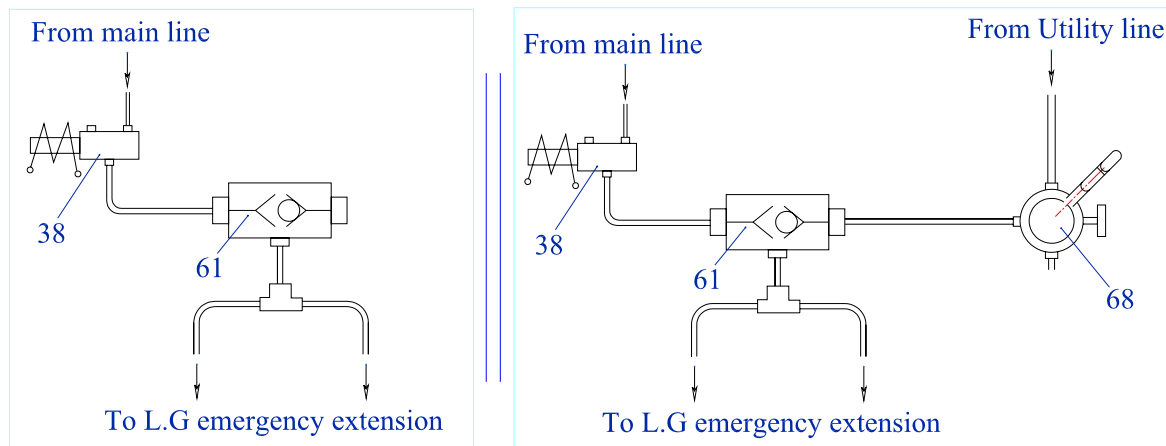 From main line
38
61
To L.G emergency extension
From main line
From Utility line
38
61
68
To L.G emergency extension